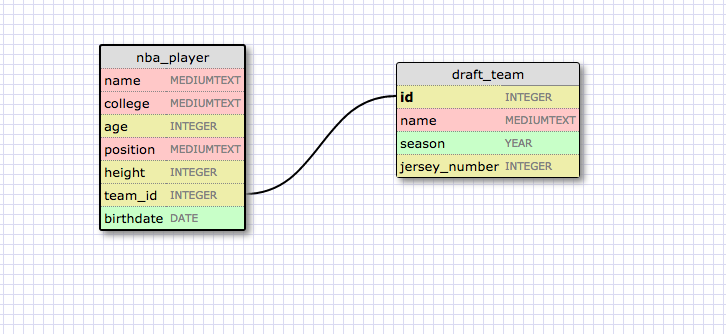 nba_player
name MEDIUMTEXT
college MEDIUMTEXT
age INTEGER
position MEDIUMTEXT
height INTEGER
team_id INTEGER
birthdate DATE
draft_team
id INTEGER
name MEDIUMTEXT
season YEAR
jersey_number INTEGER